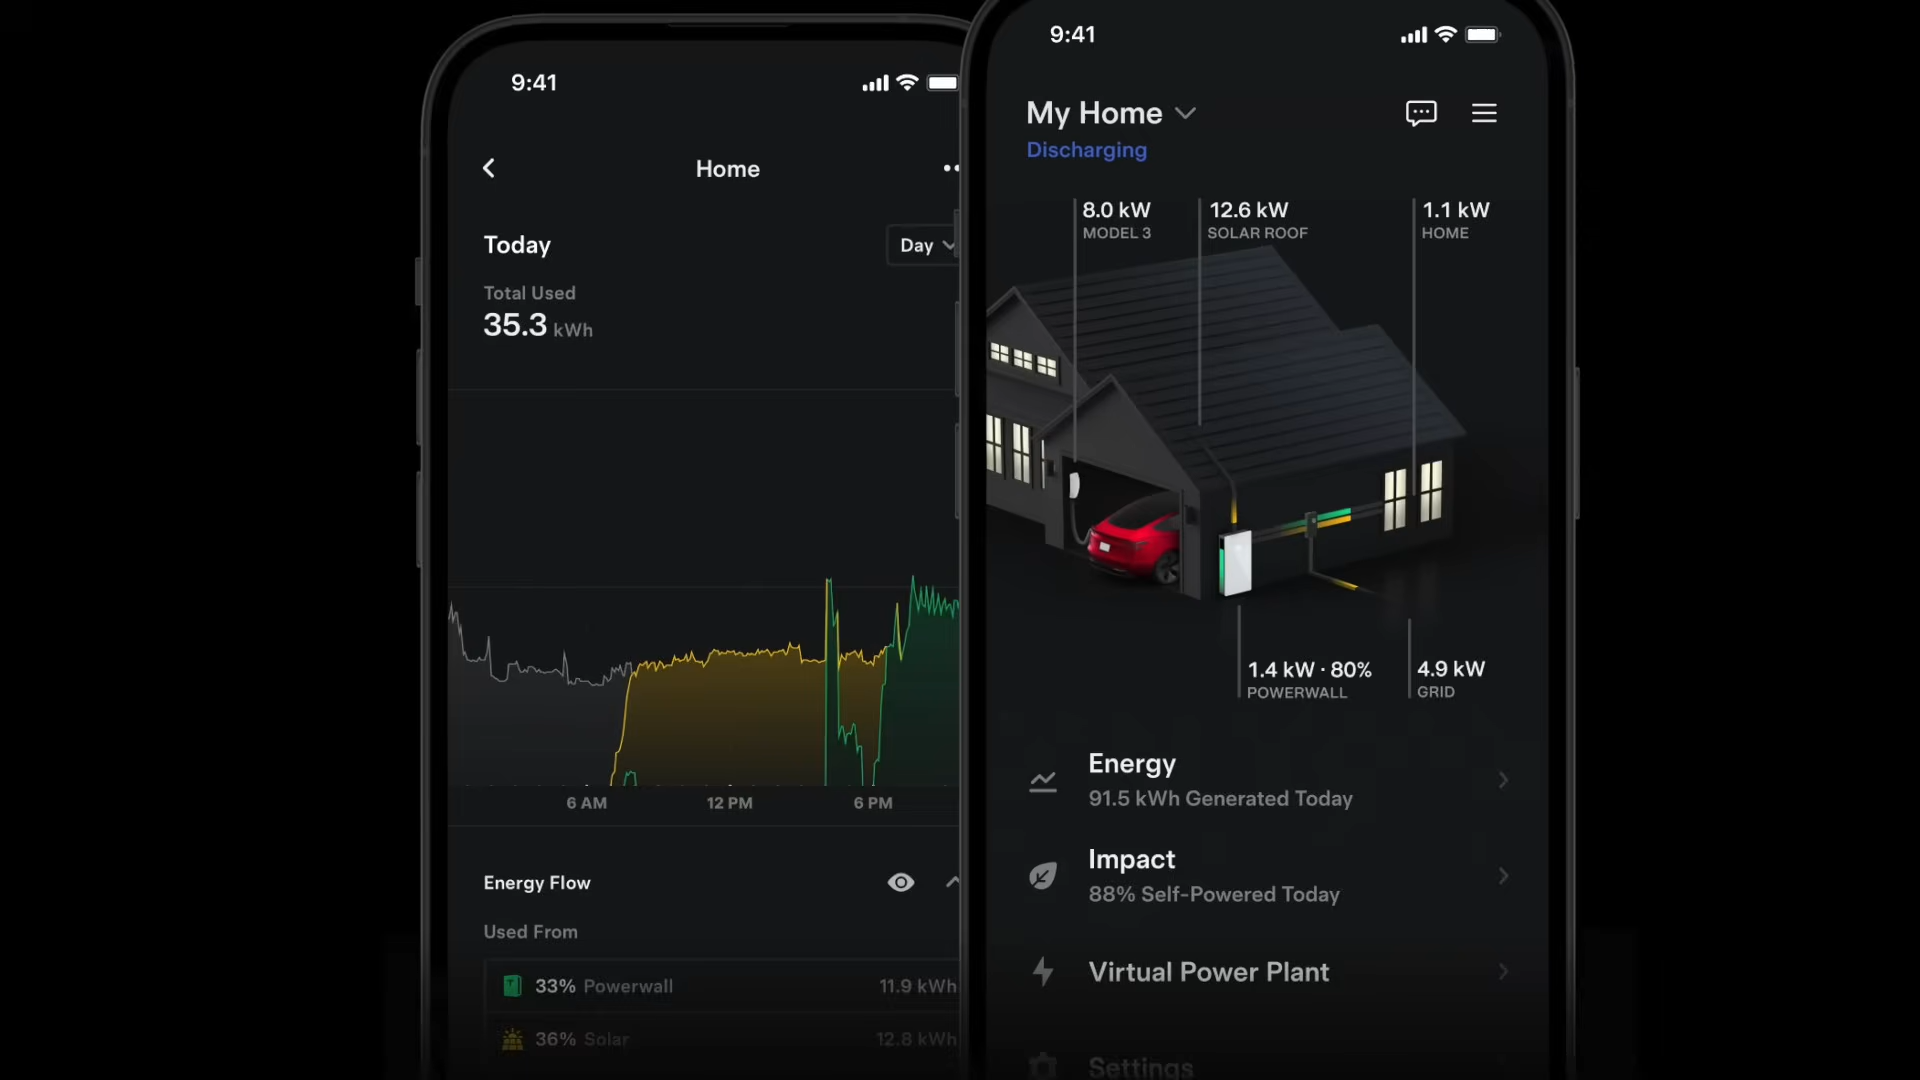 9:41
Home
Today
Day
Total Used
35.3 kWh
6 AM
12 PM
6 PM
Energy Flow
Used From
33% Powerwall
11.9 kWh
36% Solar
12.8 kWh
9:41
My Home
Discharging
8.0 kW
MODEL 3
12.6 kW
SOLAR ROOF
1.1 kW
HOME
1.4 kW · 80%
POWERWALL
4.9 kW
GRID
Energy
91.5 kWh Generated Today
Impact
88% Self-Powered Today
Virtual Power Plant
Settings